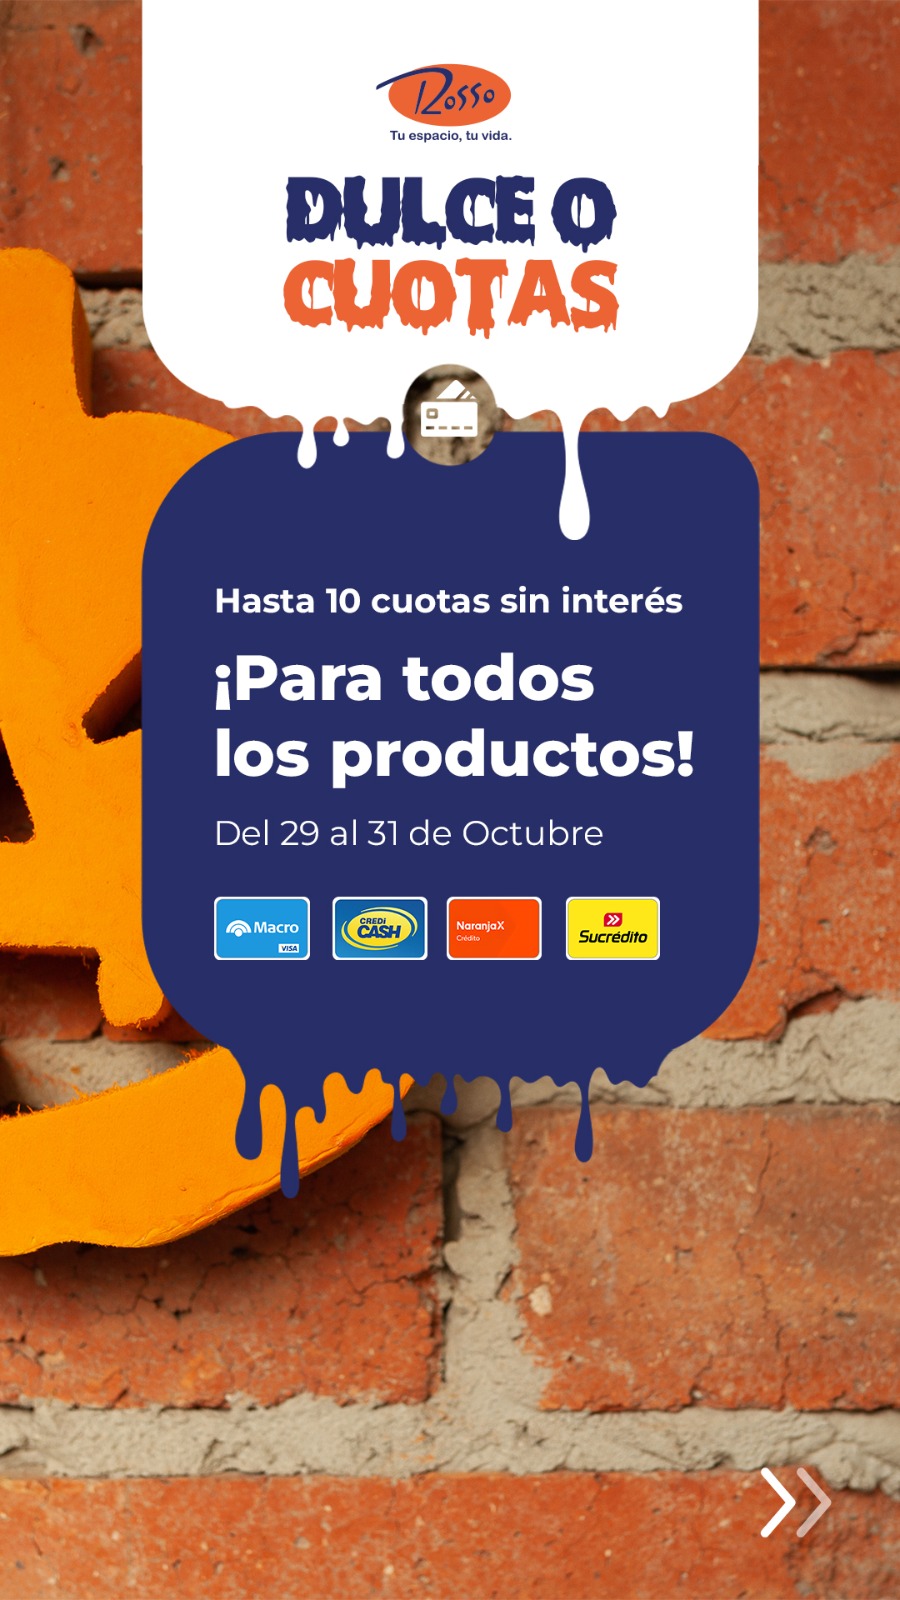 Rosso
Tu espacio, tu vida.
DULCE O
CUOTAS
Hasta 10 cuotas sin interés
¡Para todos
los productos!
Del 29 al 31 de Octubre
Macro
VISA
CREDi
CASH
NaranjaX
Crédito
Sucrédito